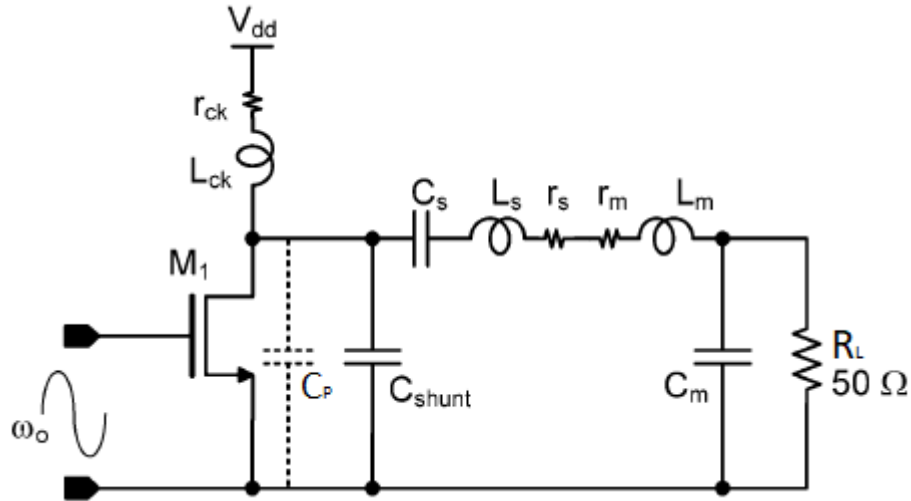 V_dd
r_ck
L_ck
C_s
L_s
r_s
r_m
L_m
M_1
C_P
C_shunt
C_m
R_L
50 Ω
ω_o